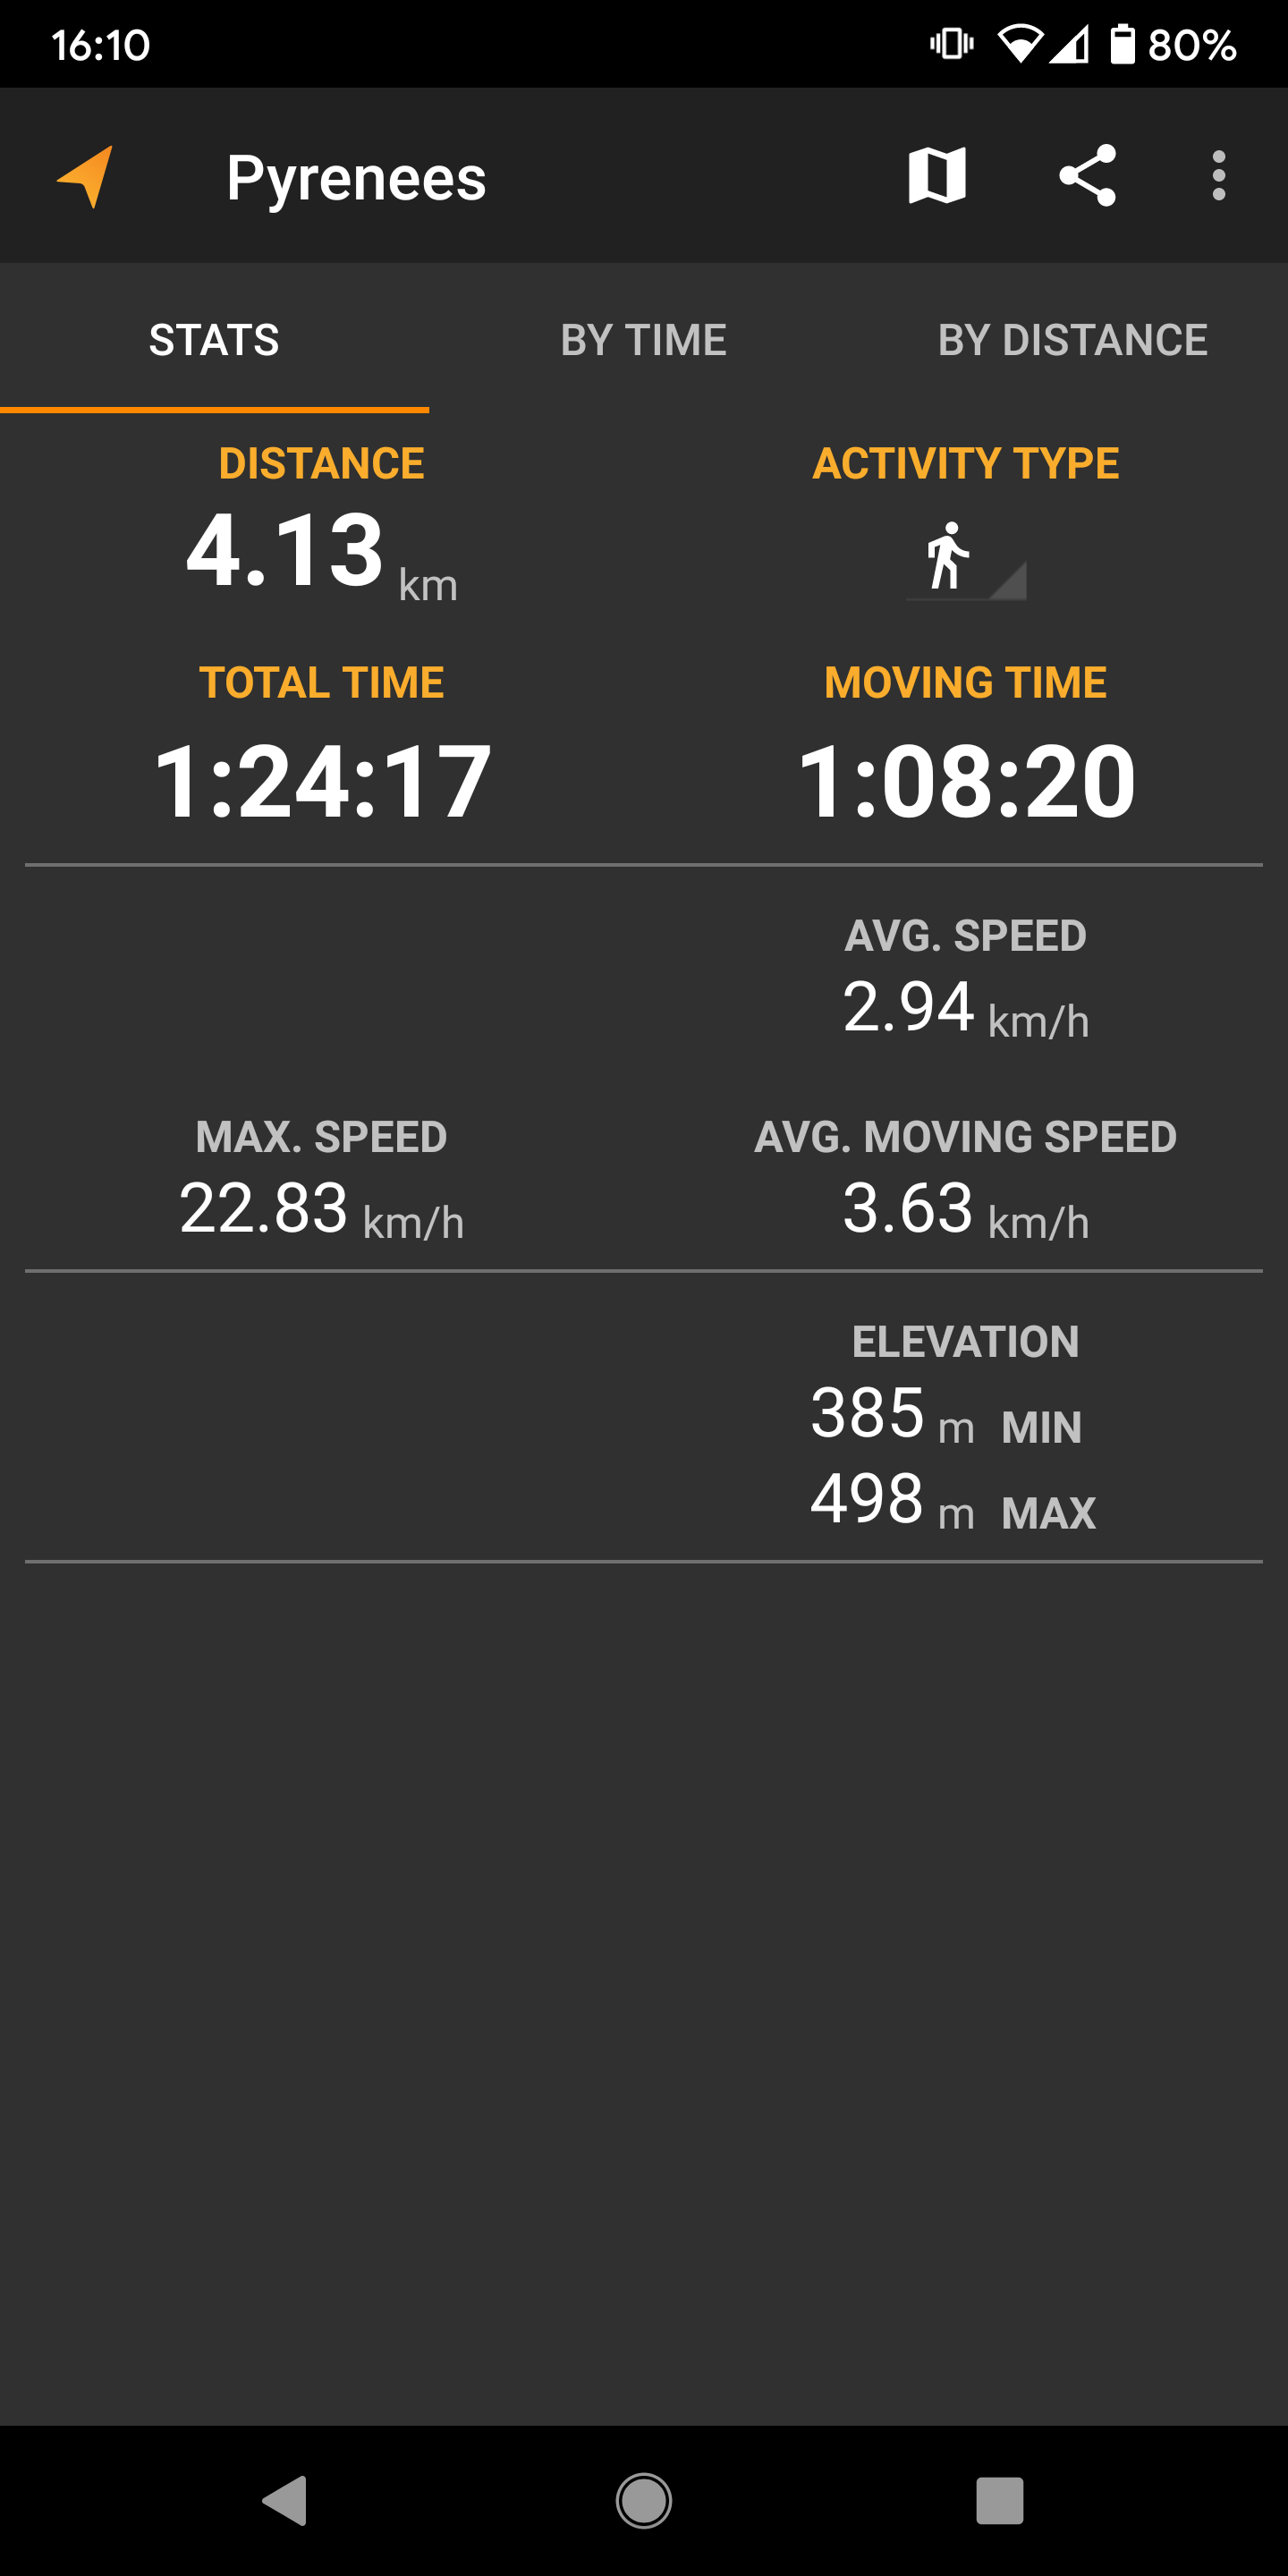 16:10 80%
Pyrenees
STATS BY TIME BY DISTANCE
DISTANCE ACTIVITY TYPE
4.13 km
TOTAL TIME MOVING TIME
1:24:17 1:08:20
AVG. SPEED
2.94 km/h
MAX. SPEED AVG. MOVING SPEED
22.83 km/h 3.63 km/h
ELEVATION
385 m MIN
498 m MAX